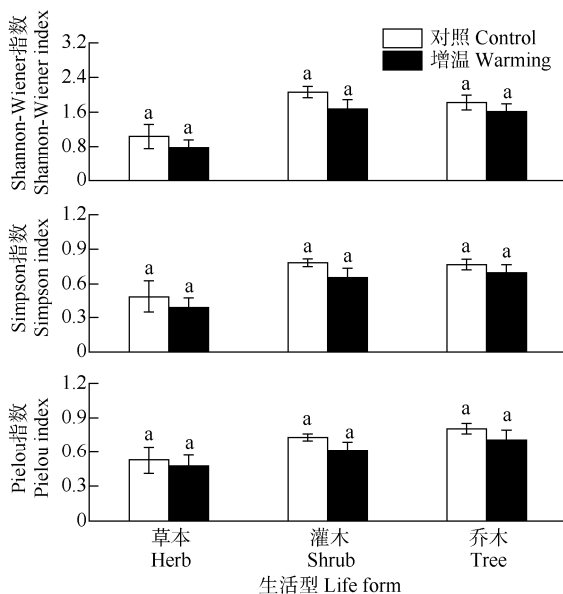 对照 Control
增温 Warming
Shannon-Wiener指数
Shannon-Wiener index
3.2
2.4
1.6
0.8
0
a a a a a a
Simpson指数
Simpson index
1.2
0.9
0.6
0.3
0
a a a a a a
Pielou指数
Pielou index
1.2
0.9
0.6
0.3
0
a a a a a a
草本 灌木 乔木
Herb Shrub Tree
生活型 Life form